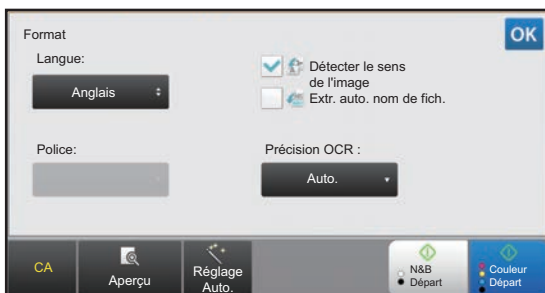 Format
OK
Langue:
Anglais
Détecter le sens
de l'image
Extr. auto. nom de fich.
Police:
Précision OCR :
Auto.
CA
Aperçu
Réglage
Auto.
N&B
Départ
Couleur
Départ